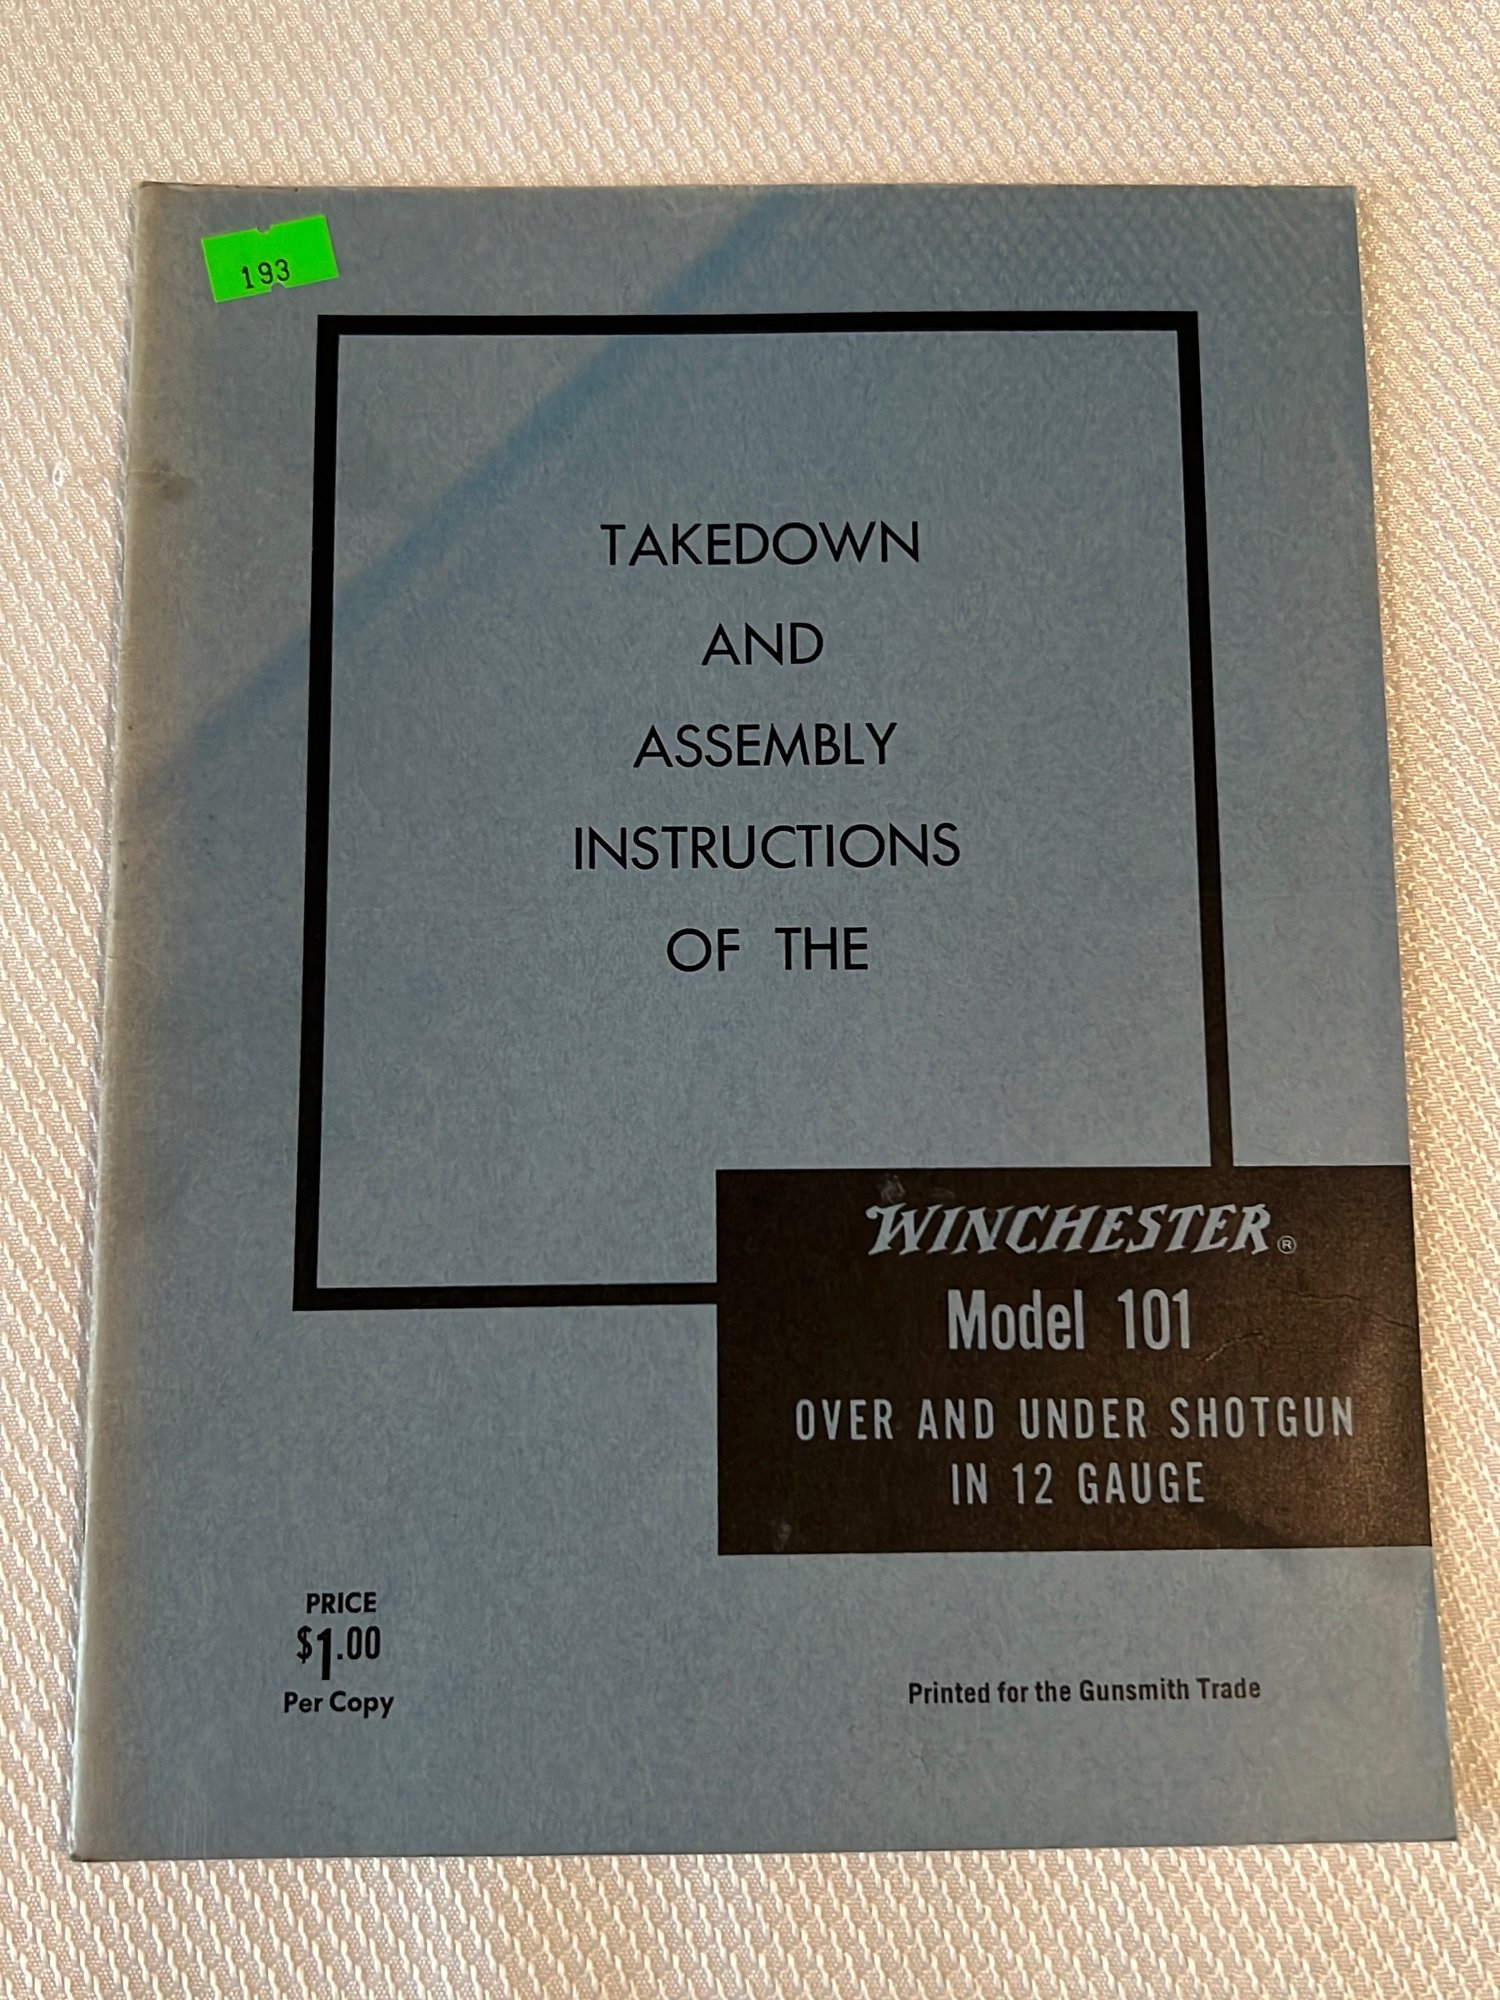 193
TAKEDOWN
AND
ASSEMBLY
INSTRUCTIONS
OF THE
WINCHESTER®
Model 101
OVER AND UNDER SHOTGUN
IN 12 GAUGE
PRICE
$1.00
Per Copy
Printed for the Gunsmith Trade